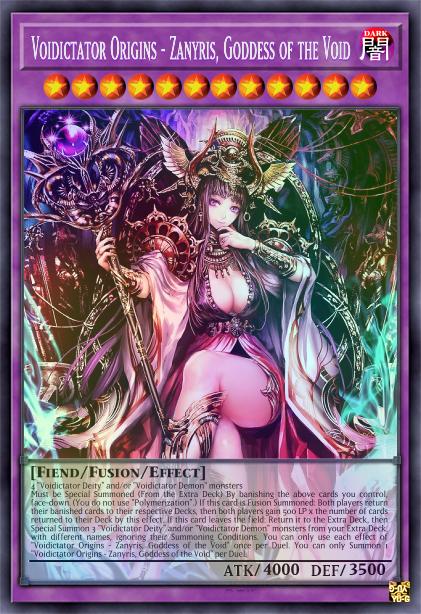 Voidictator Origins - Zanyris, Goddess of the Void
DARK
闇
[Fiend/Fusion/Effect]
4 "Voidictator Deity" and/or "Voidictator Demon" monsters
Must be Special Summoned (From the Extra Deck) By banishing the above cards you control,
face-down. (You do not use "Polymerization".) If this card is Fusion Summoned: Both players return
their banished cards to their respective Decks, then both players gain 500 LP x the number of cards
returned to their Deck by this effect. If this card leaves the field: Return it to the Extra Deck, then
Special Summon 3 "Voidictator Deity" and/or "Voidictator Demon" monsters from your Extra Deck,
with different names, ignoring their Summoning Conditions. You can only use each effect of
"Voidictator Origins - Zanyris, Goddess of the Void" once per Duel. You can only Summon 1
"Voidictator Origins - Zanyris, Goddess of the Void" per Duel.
ATK/4000 DEF/3500